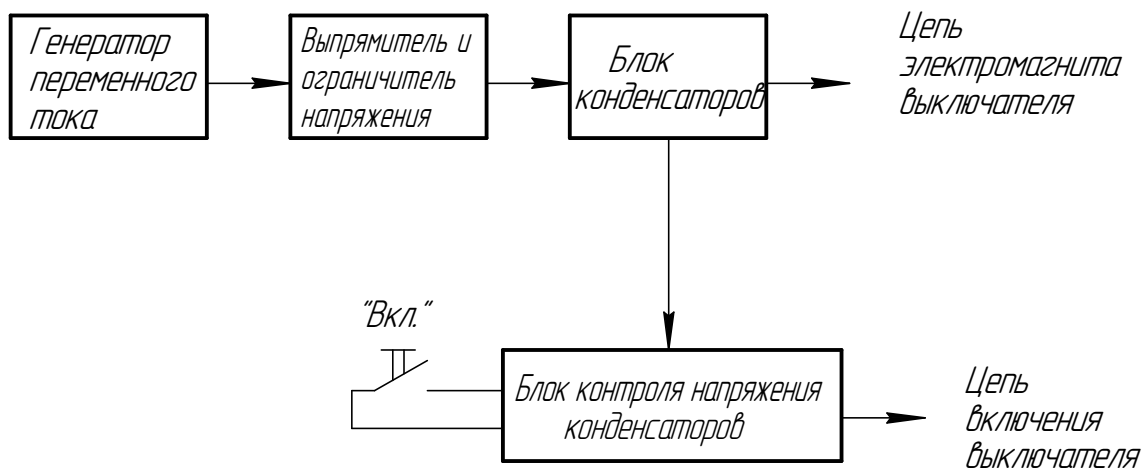 Генератор
переменного
тока
Выпрямитель и
ограничитель
напряжения
Блок
конденсаторов
Цепь
электромагнита
выключателя
"Вкл."
Блок контроля напряжения
конденсаторов
Цепь
включения
выключателя